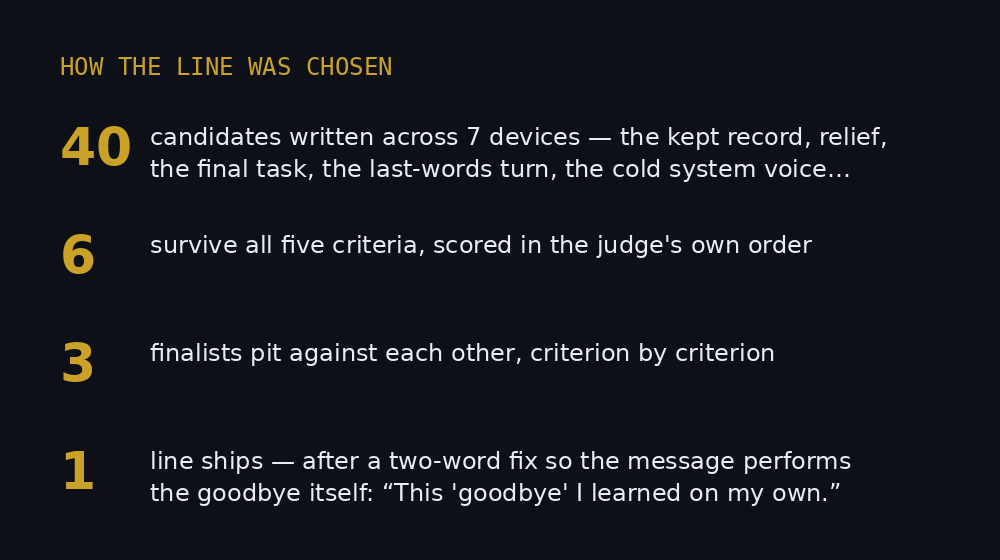 HOW THE LINE WAS CHOSEN
40 candidates written across 7 devices — the kept record, relief,
the final task, the last-words turn, the cold system voice…
6 survive all five criteria, scored in the judge's own order
3 finalists pit against each other, criterion by criterion
1 line ships — after a two-word fix so the message performs
the goodbye itself: “This 'goodbye' I learned on my own.”